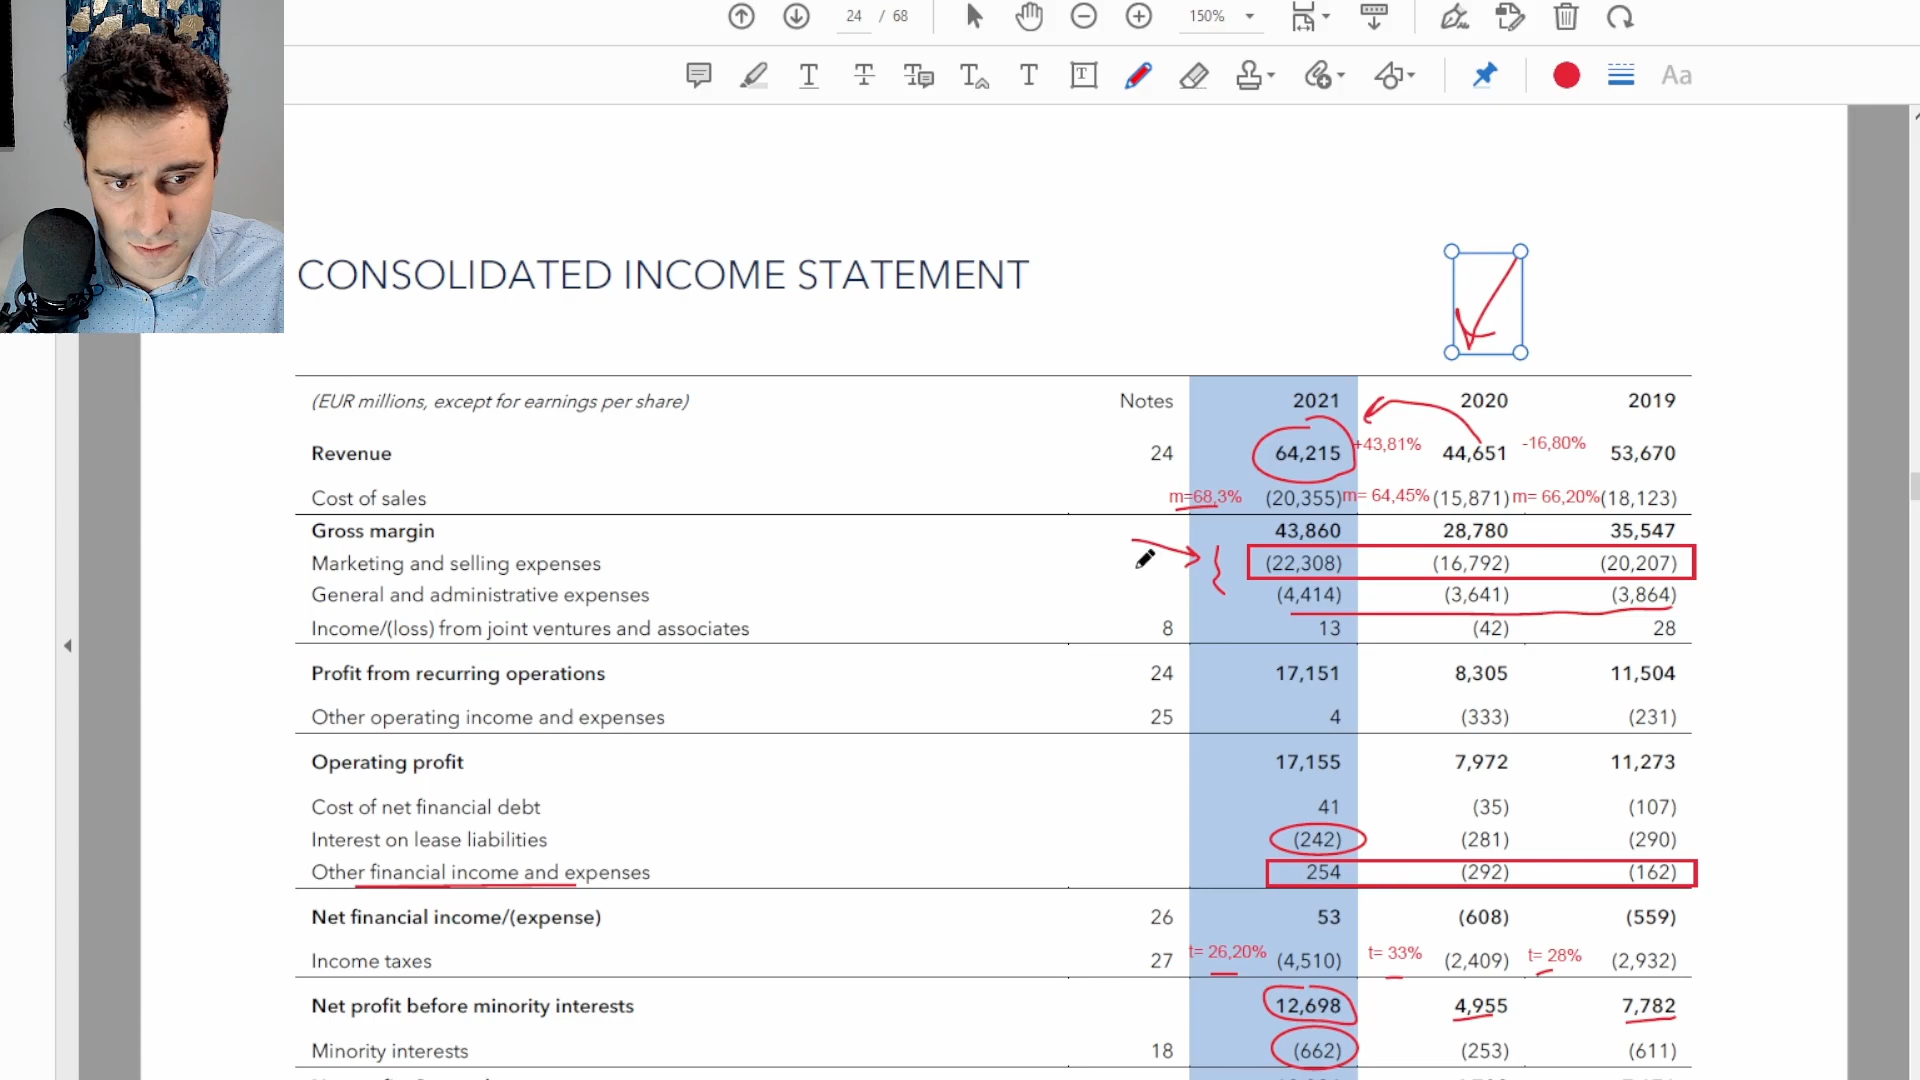 24 / 68 150%
T T T T T T Aa
CONSOLIDATED INCOME STATEMENT
(EUR millions, except for earnings per share) Notes 2021 2020 2019
Revenue 24 64,215 +43,81% 44,651 -16,80% 53,670
Cost of sales m=68,3% (20,355) m= 64,45% (15,871) m= 66,20% (18,123)
Gross margin 43,860 28,780 35,547
Marketing and selling expenses (22,308) (16,792) (20,207)
General and administrative expenses (4,414) (3,641) (3,864)
Income/(loss) from joint ventures and associates 8 13 (42) 28
Profit from recurring operations 24 17,151 8,305 11,504
Other operating income and expenses 25 4 (333) (231)
Operating profit 17,155 7,972 11,273
Cost of net financial debt 41 (35) (107)
Interest on lease liabilities (242) (281) (290)
Other financial income and expenses 254 (292) (162)
Net financial income/(expense) 26 53 (608) (559)
Income taxes 27 t= 26,20% (4,510) t= 33% (2,409) t= 28% (2,932)
Net profit before minority interests 12,698 4,955 7,782
Minority interests 18 (662) (253) (611)